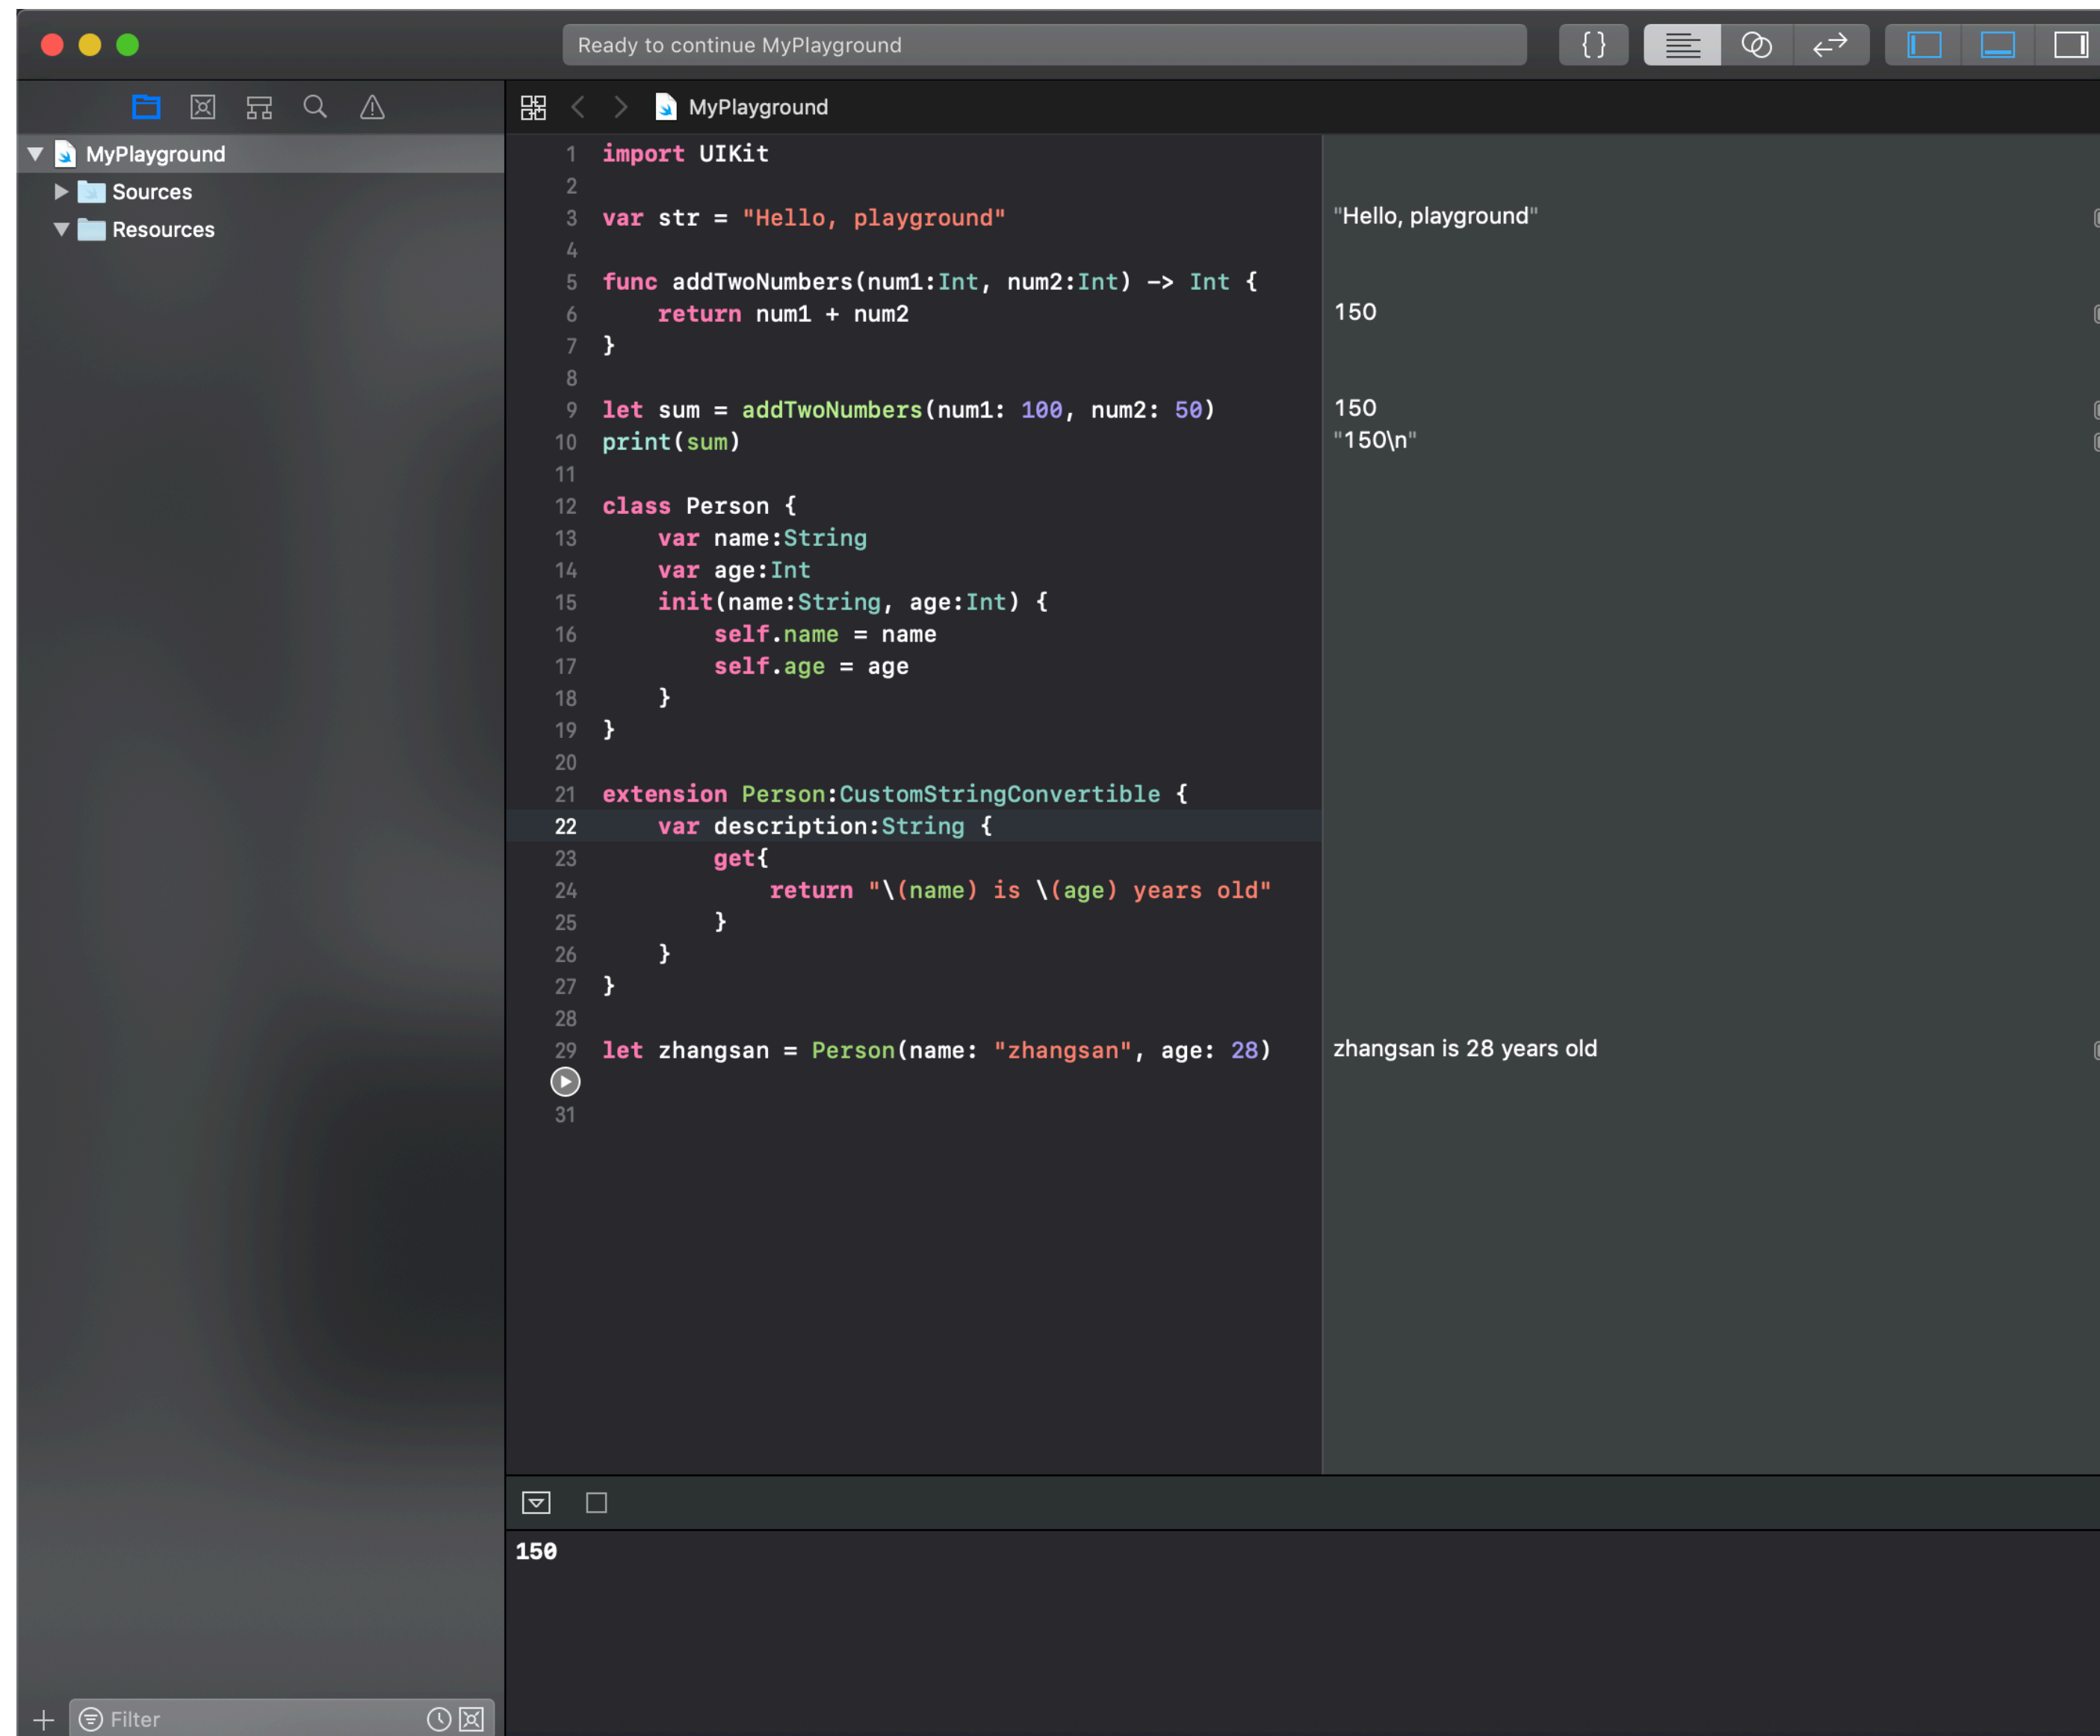 Ready to continue MyPlayground
{ }
MyPlayground
MyPlayground
Sources
Resources
1 import UIKit
2
3 var str = "Hello, playground"
4
5 func addTwoNumbers(num1:Int, num2:Int) -> Int {
6     return num1 + num2
7 }
8
9 let sum = addTwoNumbers(num1: 100, num2: 50)
10 print(sum)
11
12 class Person {
13     var name:String
14     var age:Int
15     init(name:String, age:Int) {
16         self.name = name
17         self.age = age
18     }
19 }
20
21 extension Person:CustomStringConvertible {
22     var description:String {
23         get{
24             return "\(name) is \(age) years old"
25         }
26     }
27 }
28
29 let zhangsan = Person(name: "zhangsan", age: 28)
31
"Hello, playground"
150
150
"150\n"
zhangsan is 28 years old
150
Filter